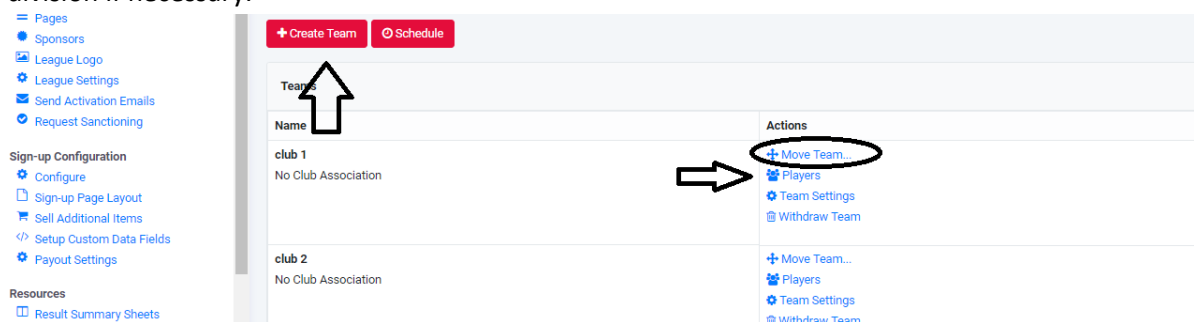 division if necessary.
Pages
Sponsors
League Logo
League Settings
Send Activation Emails
Request Sanctioning
Sign-up Configuration
Configure
Sign-up Page Layout
Sell Additional Items
Setup Custom Data Fields
Payout Settings
Resources
Result Summary Sheets
Create Team
Schedule
Teams
Name
Actions
club 1
No Club Association
Move Team...
Players
Team Settings
Withdraw Team
club 2
No Club Association
Move Team...
Players
Team Settings
Withdraw Team